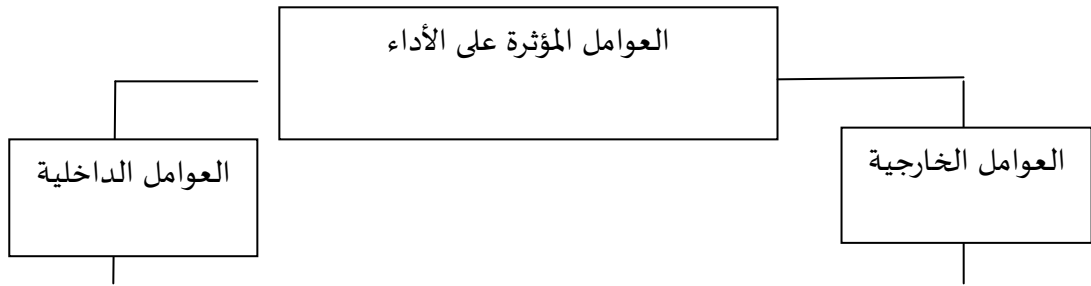 العوامل المؤثرة على الأداء
العوامل الخارجية
العوامل الداخلية